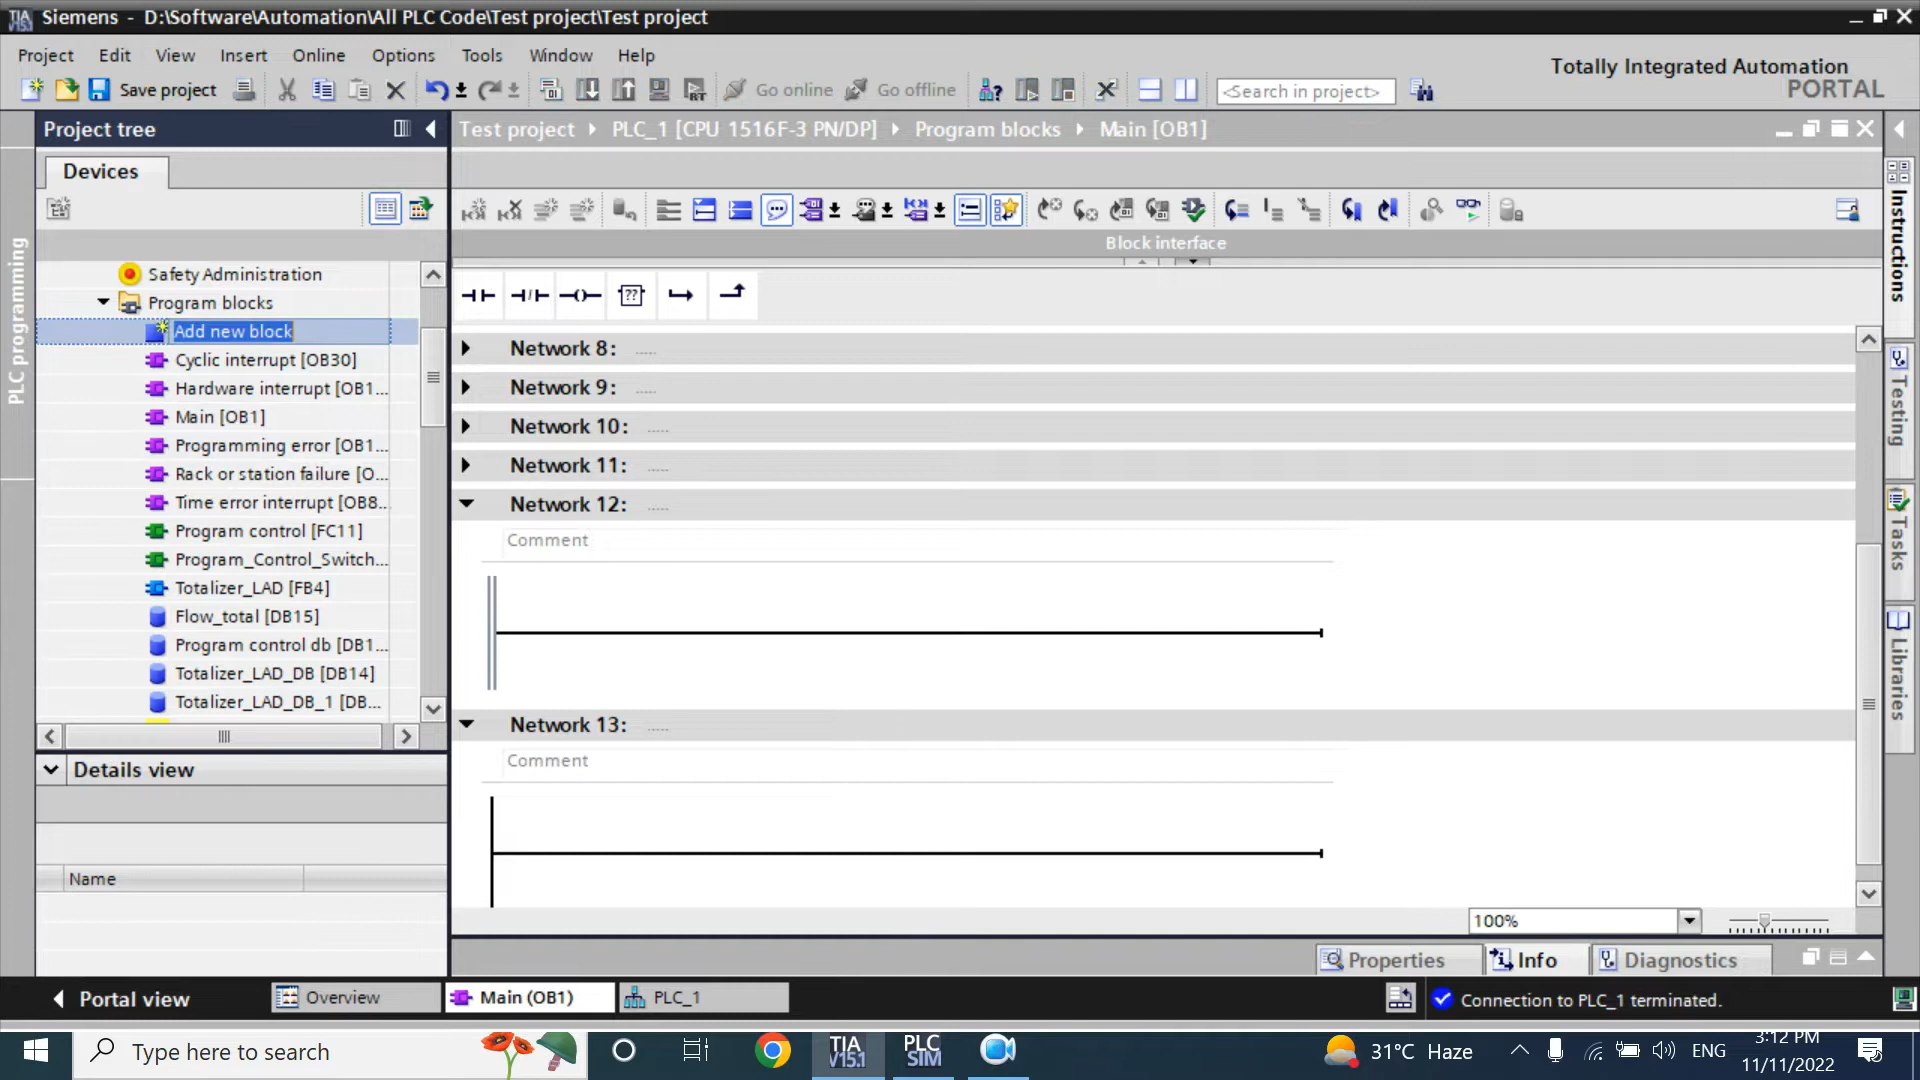 TIA V15.1 Siemens - D:\Software\Automation\All PLC Code\Test project\Test project
Project Edit View Insert Online Options Tools Window Help
Totally Integrated Automation
PORTAL
Save project Go online Go offline <Search in project>
Project tree
Test project PLC_1 [CPU 1516F-3 PN/DP] Program blocks Main [OB1]
Devices
PLC programming
Block interface
Safety Administration
Program blocks
Add new block
Cyclic interrupt [OB30]
Hardware interrupt [OB1...
Main [OB1]
Programming error [OB1...
Rack or station failure [O...
Time error interrupt [OB8...
Program control [FC11]
Program_Control_Switch...
Totalizer_LAD [FB4]
Flow_total [DB15]
Program control db [DB1...
Totalizer_LAD_DB [DB14]
Totalizer_LAD_DB_1 [DB...
Details view
Name
??
Network 8: .....
Network 9: .....
Network 10: .....
Network 11: .....
Network 12: .....
Comment
Network 13: .....
Comment
100%
Instructions
Testing
Tasks
Libraries
Properties Info Diagnostics
Portal view Overview Main (OB1) PLC_1 Connection to PLC_1 terminated.
Type here to search
TIA V15.1
PLC SIM
31°C Haze
ENG
3:12 PM
11/11/2022